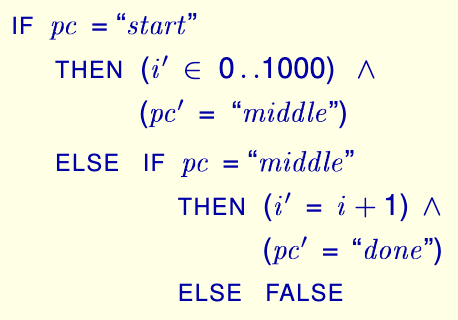 IF pc = “start”
THEN (i′ ∈ 0..1000) ∧
(pc′ = “middle”)
ELSE IF pc = “middle”
THEN (i′ = i + 1) ∧
(pc′ = “done”)
ELSE FALSE